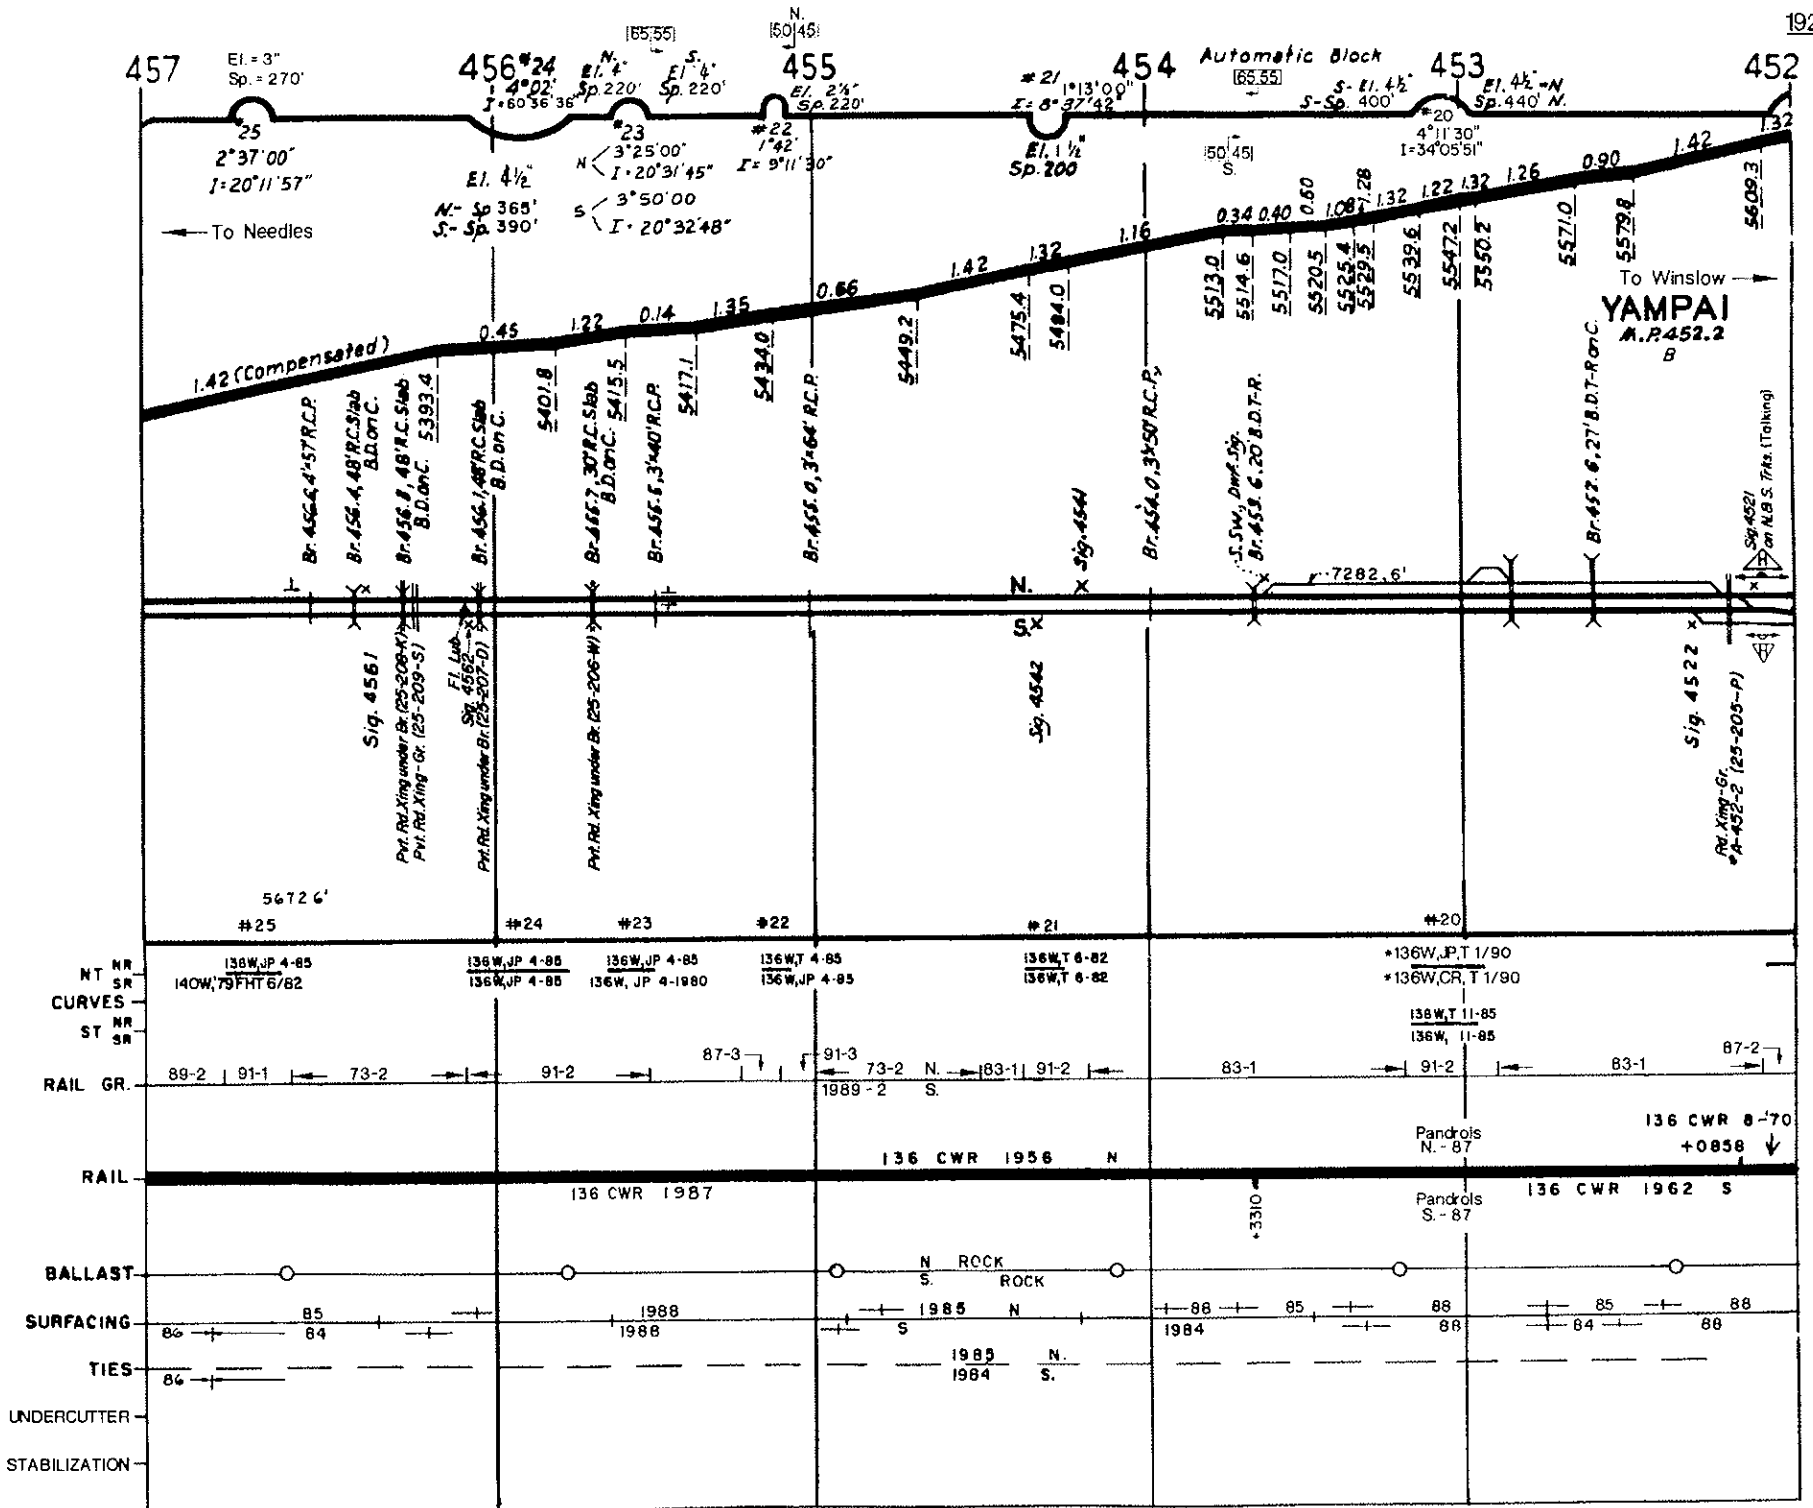 192
457
456
455
454
453
452
Automatic Block
El. = 3"
Sp. = 270'
#25
2°37'00"
I=20°11'57"
#24
4°02'
I=60°36'36"
El. 4½"
N.- Sp 365'
S.- Sp. 390'
65 55
N.
El. 4"
Sp. 220'
S.
El 4"
Sp. 220'
#23
N 3°25'00"
I=20°31'45"
S 3°50'00
I=20°32'48"
N.
50 45
El.
Sp. 220'
#22
1°42'
I= 9°11'30"
#21
1°13'00"
I=8°37'42"
El. 1½"
Sp. 200
65.55
50 45
S.
S-El. 4½"
S-Sp. 400'
El. 4½"=N
Sp. 440' N.
#20
4°11'30"
I=34°05'51"
To Needles
To Winslow
YAMPAI
M.P.452.2
B
1.42 (Compensated)
0.45
1.22
0.14
1.35
0.66
1.42
1.32
1.16
0.34
0.40
0.60
1.08
1.28
1.32
1.22
1.32
1.26
0.90
1.42
1.32
5393.4
5401.8
5415.5
5417.1
5434.0
5449.2
5475.4
5484.0
5513.0
5514.6
5517.0
5520.5
5525.4
5529.5
5539.6
5547.2
5550.2
5571.0
5579.8
5609.3
Br. 456.4, 48' R.C. Slab
B.D. on C.
Br. 456.1, 48' R.C. Slab
B.D. on C.
Br. 455.7, 30' R.C. Slab
B.D. on C.
Br. 455.5, 3'×40' R.C.P.
Br. 455.0, 3'×64' R.C.P.
Br. 454.0, 3'×50' R.C.P.
S. Sw., Dwf. Sig.
Br. 453.6, 20' B.D.T-R.
Br. 452.6, 27' B.D.T-R on C.
Sig. 4521
on N.&S. Trks. (Talking)
H
Sig. 4541
7282.6'
N.
S.
H
Sig. 4561
Pvt. Rd. Xing under Br. (25-208-K)
Pvt. Rd. Xing - Gr. (25-209-S)
Fl. Lub.
Sig. 4562
Pvt. Rd. Xing under Br. (25-207-D)
Pvt. Rd. Xing under Br. (25-206-W)
Sig. 4542
Sig. 4522
Rd. Xing - Gr.
*A-452-2 (25-205-P)
5672 6'
#25
#24
#23
#22
#21
#20
NT NR
SR
CURVES
ST NR
SR
136W,JP 4-85
140W,79FHT 6/82
136W,JP 4-85
136W,JP 4-85
136W,JP 4-85
136W, JP 4-1980
136W,T 4-85
136W,JP 4-85
136W,T 6-82
136W,T 6-82
*136W,JP,T 1/90
*136W,CR,T 1/90
136W,T 11-85
136W, 11-85
RAIL GR.
89-2
91-1
73-2
91-2
87-3
91-3
73-2 N.
1989-2 S.
83-1
91-2
83-1
91-2
83-1
87-2
RAIL
136 CWR 1987
136 CWR 1956 N
+3310
Pandrols
N.-87
Pandrols
S.-87
136 CWR 8-70
+0858
136 CWR 1962 S
BALLAST
N ROCK
S. ROCK
SURFACING
85
1988
1985 N
88
85
88
85
88
86
84
1988
S
1984
88
84
88
TIES
86
1985 N.
1984 S.
UNDERCUTTER
STABILIZATION